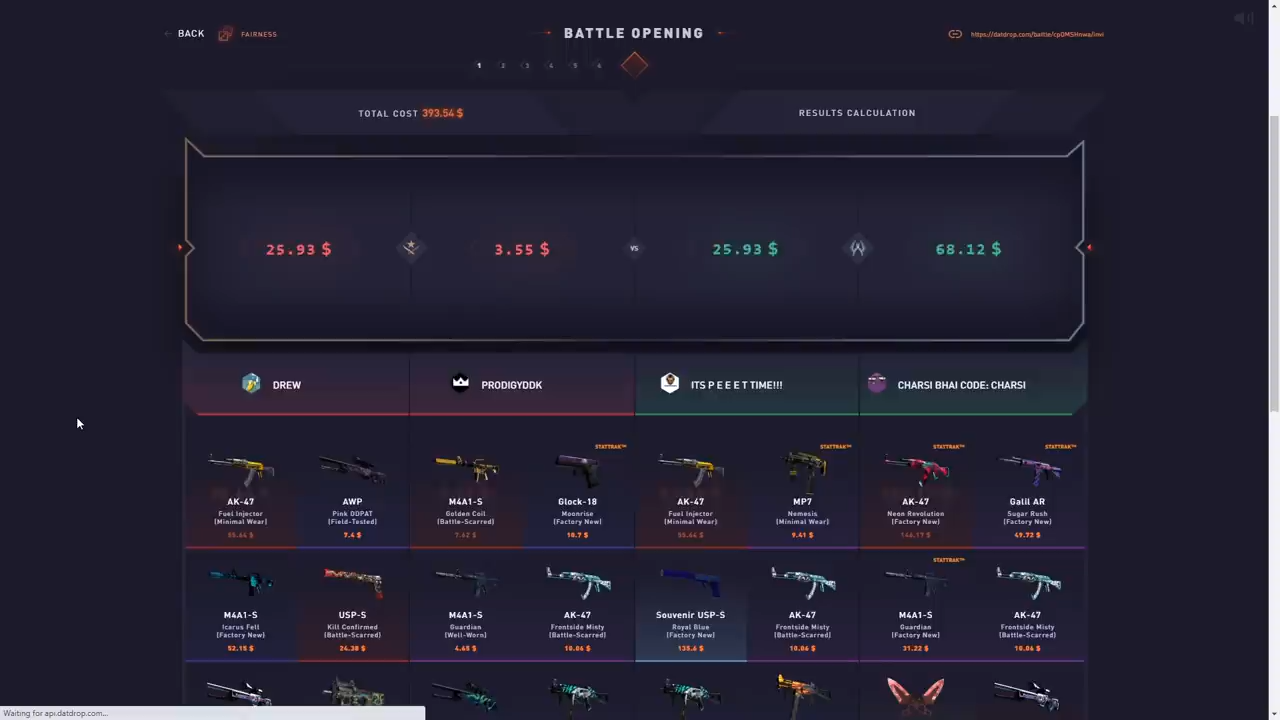 BACK
FAIRNESS
BATTLE OPENING
https://datdrop.com/battle/cpOMSHnwa/invi
1 2 3 4 5 6
TOTAL COST 393.54 $
RESULTS CALCULATION
25.93 $
3.55 $
VS
25.93 $
68.12 $
DREW
PRODIGYDDK
ITS P E E E T TIME!!!
CHARSI BHAI CODE: CHARSI
STATTRAK™ STATTRAK™ STATTRAK™ STATTRAK™
AK-47 AWP M4A1-S Glock-18 AK-47 MP7 AK-47 Galil AR
Fuel Injector Pink DDPAT Golden Coil Moonrise Fuel Injector Nemesis Neon Revolution Sugar Rush
(Minimal Wear) (Field-Tested) (Battle-Scarred) (Factory New) (Minimal Wear) (Minimal Wear) (Factory New) (Factory New)
7.4 $ 7.62 $ 10.7 $ 9.41 $ 146.17 $ 49.72 $
STATTRAK™
M4A1-S USP-S M4A1-S AK-47 Souvenir USP-S AK-47 M4A1-S AK-47
Icarus Fell Kill Confirmed Guardian Frontside Misty Royal Blue Frontside Misty Guardian Frontside Misty
(Factory New) (Battle-Scarred) (Well-Worn) (Battle-Scarred) (Factory New) (Battle-Scarred) (Factory New) (Battle-Scarred)
52.15 $ 24.38 $ 4.65 $ 10.06 $ 135.6 $ 10.06 $ 31.22 $ 10.06 $
Waiting for api.datdrop.com...